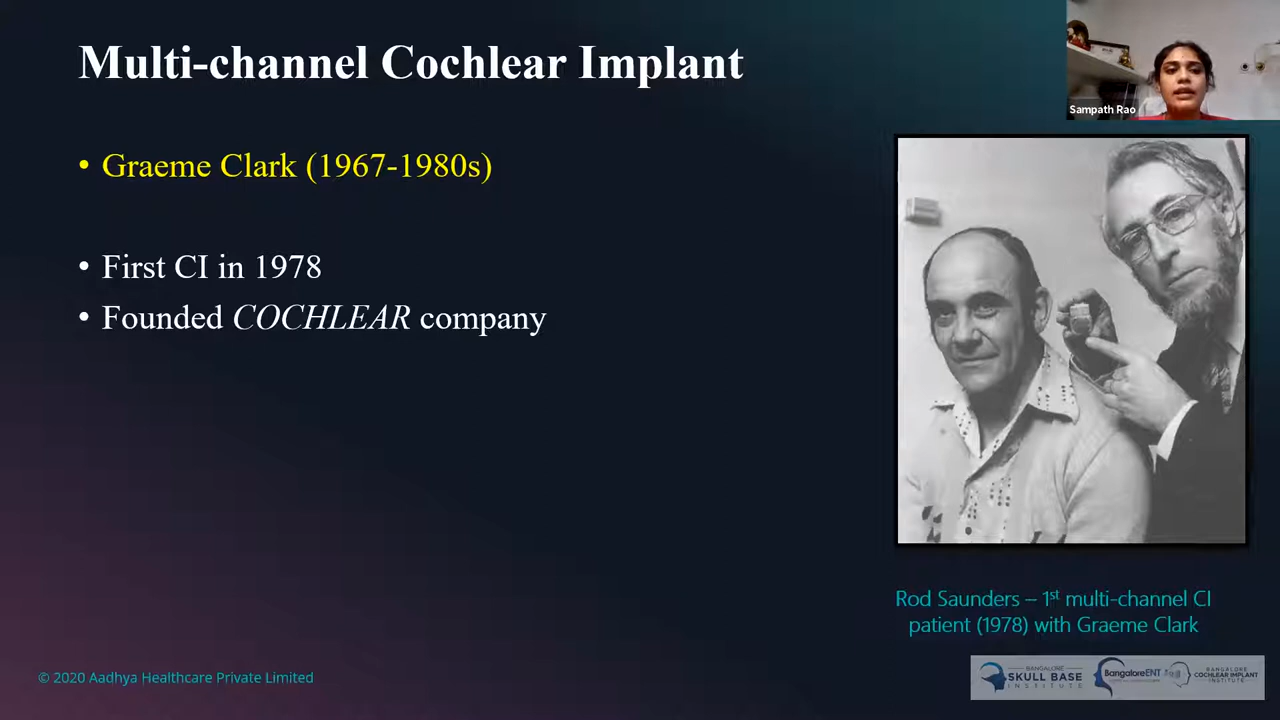 Multi-channel Cochlear Implant
Sampath Rao
• Graeme Clark (1967-1980s)
• First CI in 1978
• Founded COCHLEAR company
Rod Saunders – 1st multi-channel CI
patient (1978) with Graeme Clark
© 2020 Aadhya Healthcare Private Limited
BANGALORE
SKULL BASE
INSTITUTE
BangaloreENT
BANGALORE
COCHLEAR IMPLANT
INSTITUTE